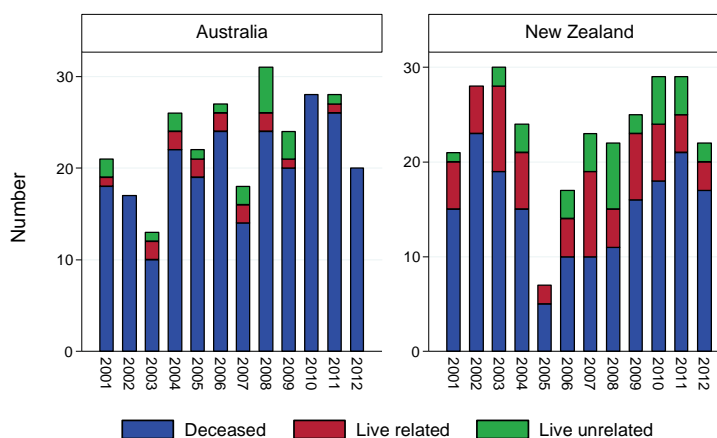 Australia New Zealand
Number
30 30
20 20
10 10
0 0
2001 2002 2003 2004 2005 2006 2007 2008 2009 2010 2011 2012 2001 2002 2003 2004 2005 2006 2007 2008 2009 2010 2011 2012
Deceased Live related Live unrelated